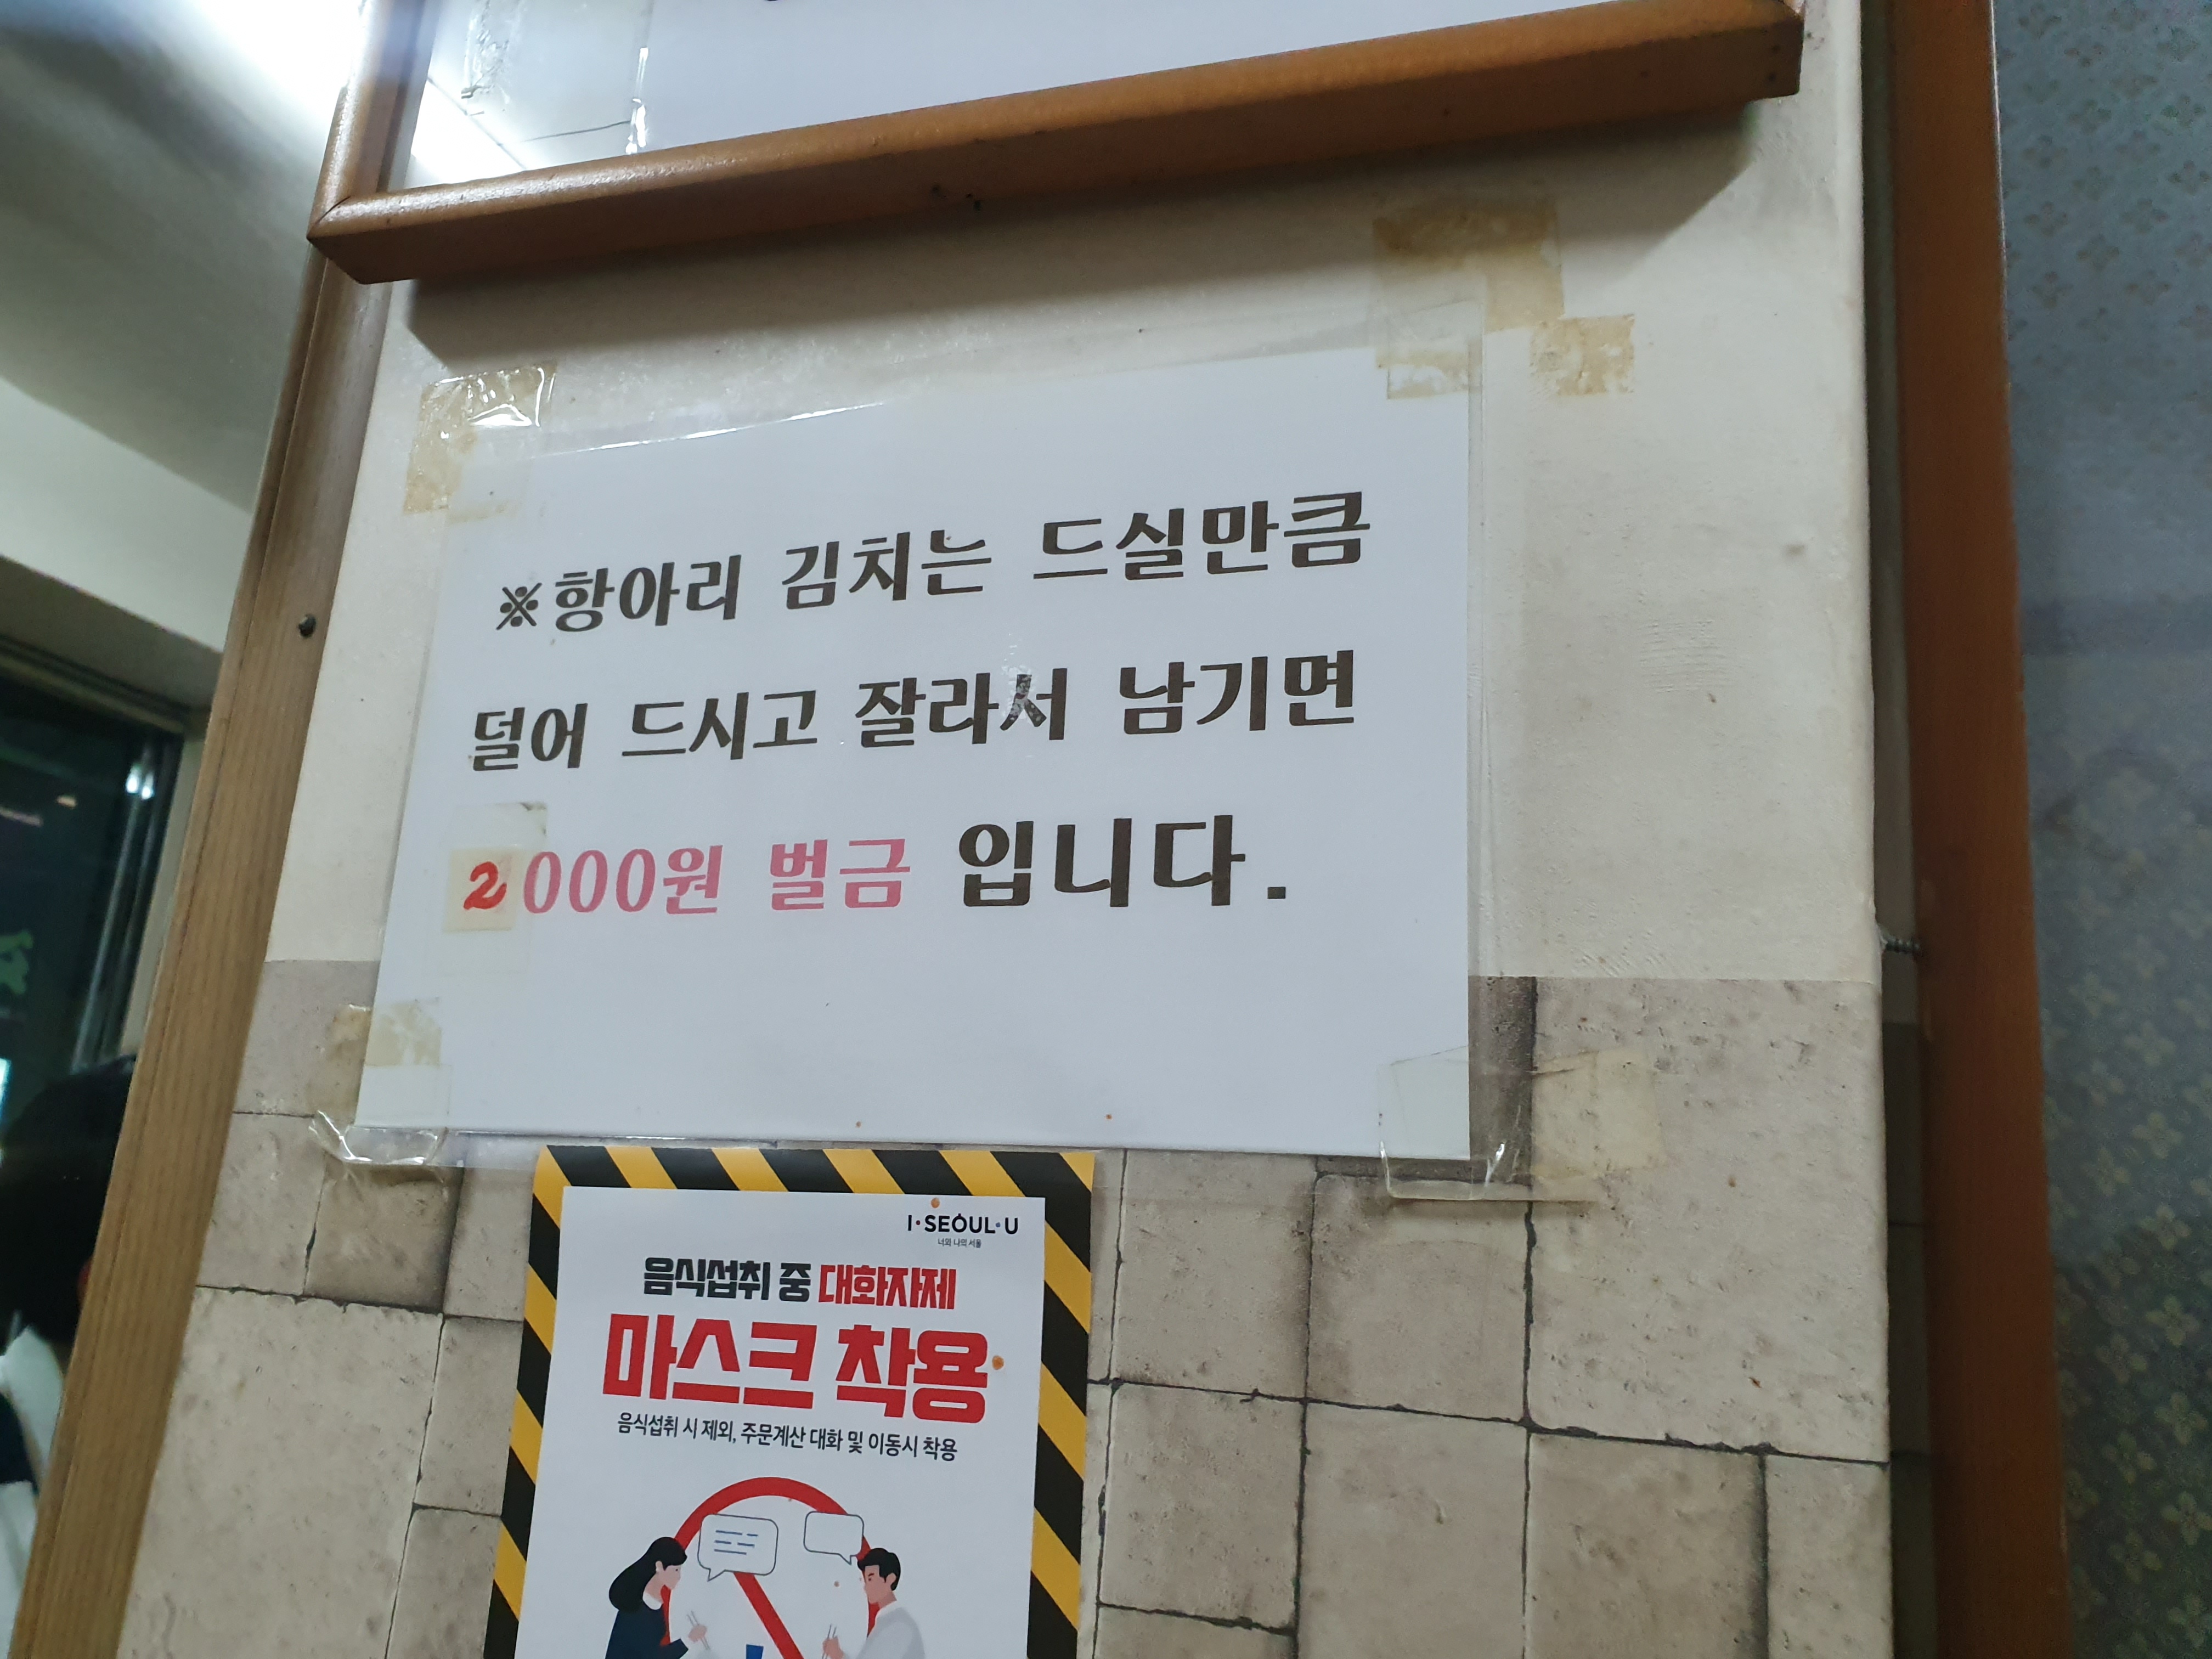 ※항아리 김치는 드실만큼
덜어 드시고 잘라서 남기면
2000원 벌금 입니다.
I·SEOUL·U
너와 나의 서울
음식섭취 중 대화자제
마스크 착용
음식섭취 시 제외, 주문계산 대화 및 이동시 착용